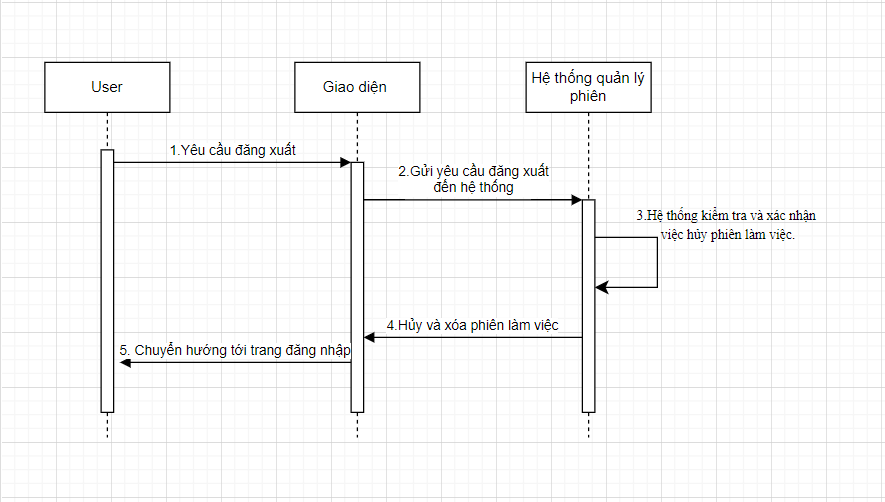 User
Giao diện
Hệ thống quản lý
phiên
1.Yêu cầu đăng xuất
2.Gửi yêu cầu đăng xuất
đến hệ thống
3.Hệ thống kiểm tra và xác nhận
việc hủy phiên làm việc.
4.Hủy và xóa phiên làm việc
5. Chuyển hướng tới trang đăng nhập